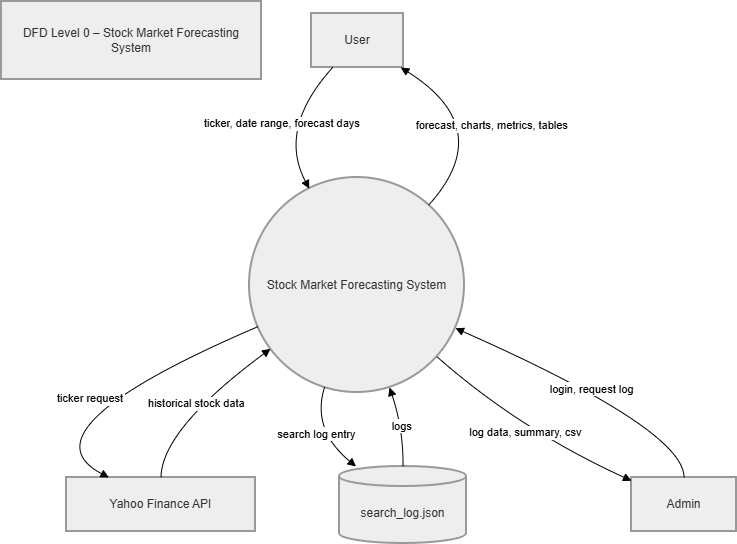 DFD Level 0 – Stock Market Forecasting
System
User
ticker, date range, forecast days
forecast, charts, metrics, tables
Stock Market Forecasting System
ticker request
historical stock data
search log entry
logs
login, request log
log data, summary, csv
Yahoo Finance API
search_log.json
Admin